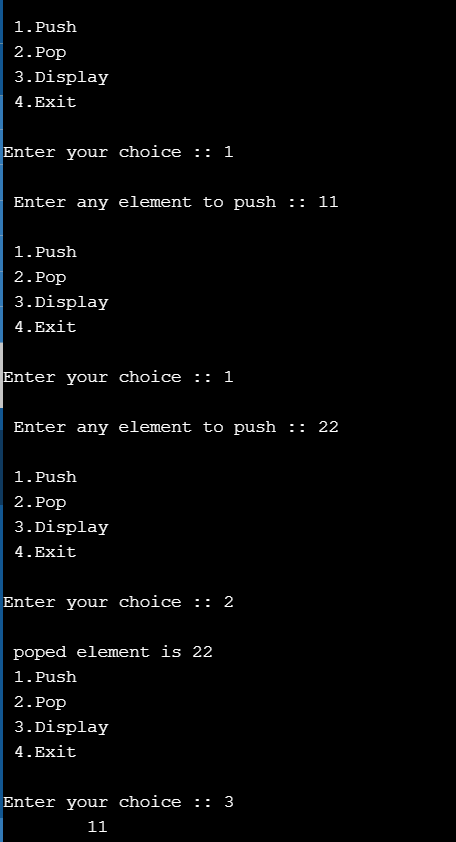 1.Push
2.Pop
3.Display
4.Exit
Enter your choice :: 1
Enter any element to push :: 11
1.Push
2.Pop
3.Display
4.Exit
Enter your choice :: 1
Enter any element to push :: 22
1.Push
2.Pop
3.Display
4.Exit
Enter your choice :: 2
poped element is 22
1.Push
2.Pop
3.Display
4.Exit
Enter your choice :: 3
11